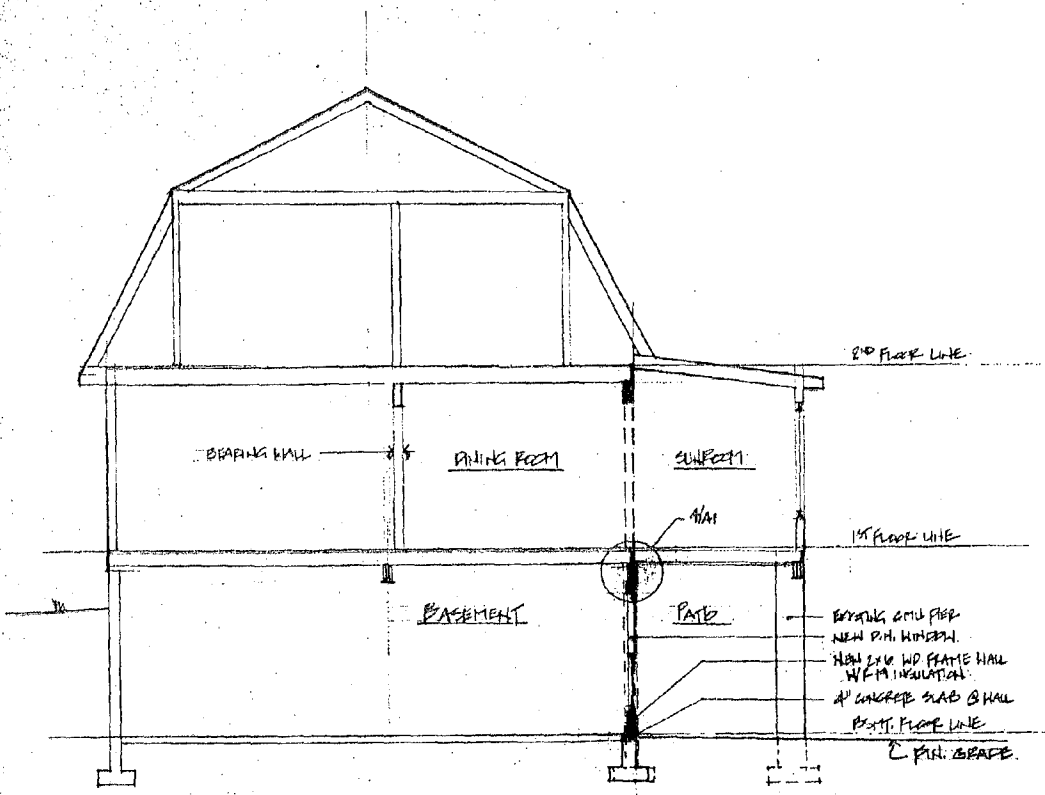 2ND FLOOR LINE
BEARING WALL
DINING ROOM
SUNROOM
4/A1
1ST FLOOR LINE
BASEMENT
PATIO
EXISTING CMU PIER
NEW D.H. WINDOW
NEW 2x6 WD FRAME WALL
W/R-19 INSULATION
4" CONCRETE SLAB @ WALL
BSMT. FLOOR LINE
FIN. GRADE